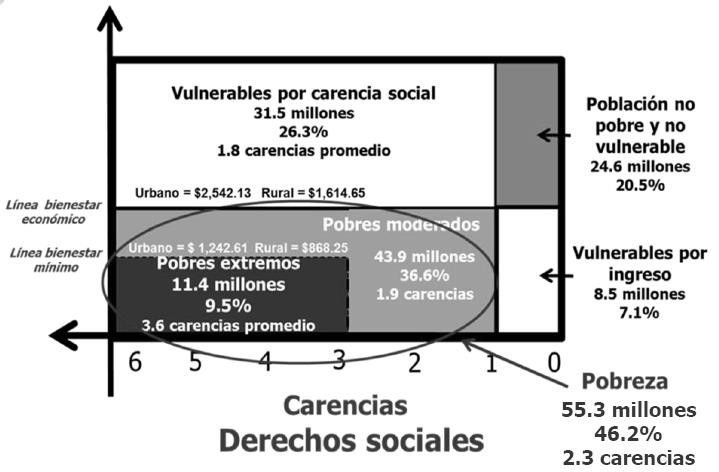 Vulnerables por carencia social
31.5 millones
26.3%
1.8 carencias promedio
Urbano = $2,542.13 Rural = $1,614.65
Población no
pobre y no
vulnerable
24.6 millones
20.5%
Línea bienestar
económico
Línea bienestar
mínimo
Pobres moderados
43.9 millones
36.6%
1.9 carencias
Urbano = $ 1,242.61 Rural = $868.25
Pobres extremos
11.4 millones
9.5%
3.6 carencias promedio
Vulnerables por
ingreso
8.5 millones
7.1%
6 5 4 3 2 1 0
Carencias
Derechos sociales
Pobreza
55.3 millones
46.2%
2.3 carencias